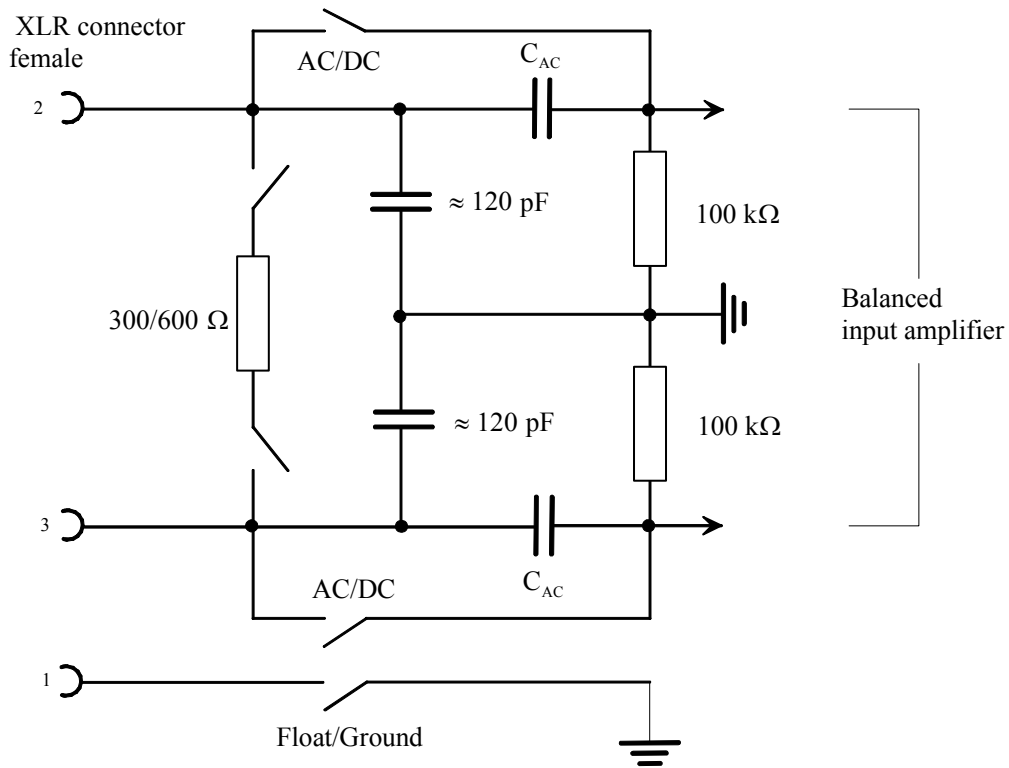 XLR connector
female
AC/DC
C_AC
2
≈ 120 pF
100 kΩ
300/600 Ω
Balanced
input amplifier
≈ 120 pF
100 kΩ
3
AC/DC
C_AC
1
Float/Ground